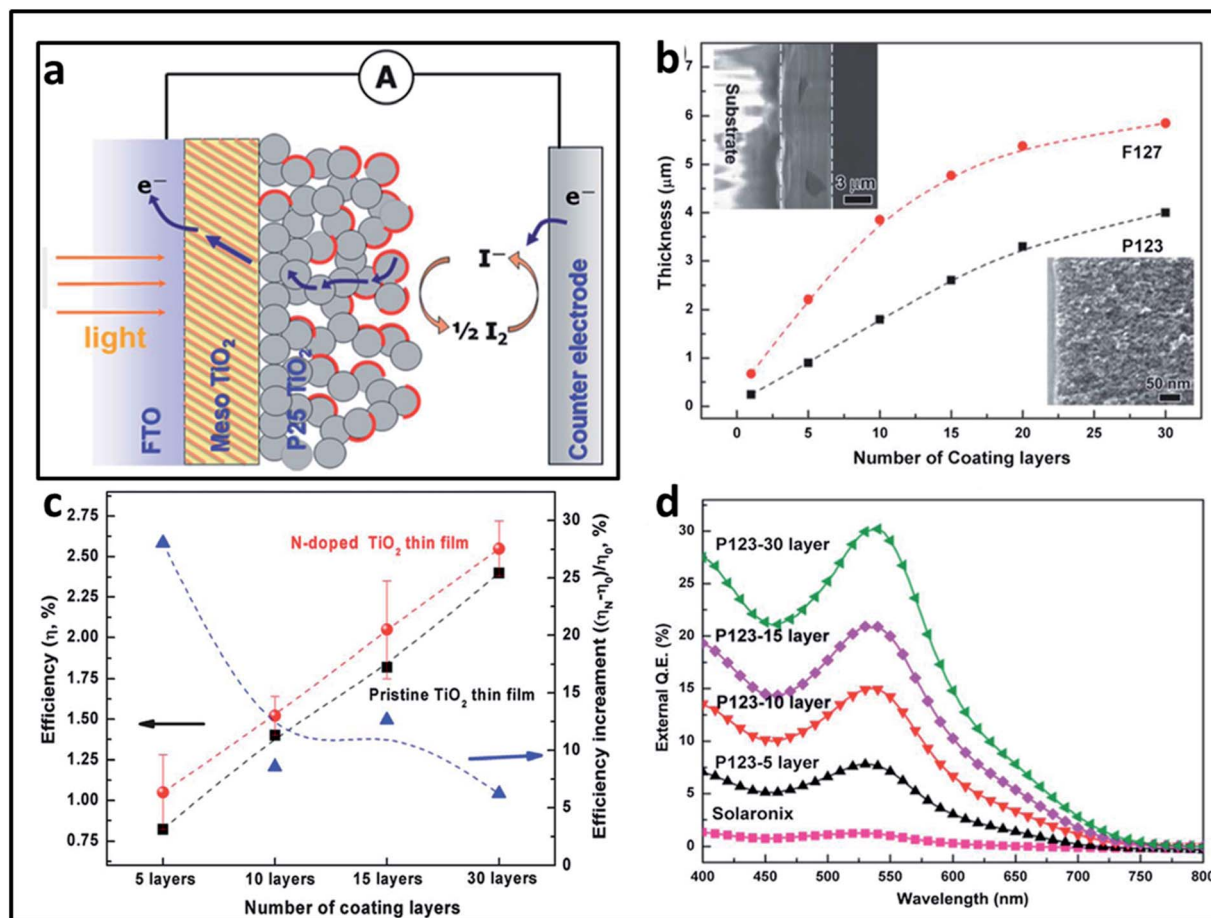 a
A
e⁻
e⁻
light
FTO
Meso TiO₂
P25 TiO₂
I⁻
½ I₂
Counter electrode
b
Thickness (μm)
7
6
5
4
3
2
1
0
Substrate
3 μm
F127
P123
50 nm
0 5 10 15 20 25 30
Number of Coating layers
c
Efficiency (η, %)
2.75
2.50
2.25
2.00
1.75
1.50
1.25
1.00
0.75
N-doped TiO₂ thin film
Pristine TiO₂ thin film
30
25
20
15
10
5
0
Efficiency increament ((ηN-η0)/η0, %)
5 layers 10 layers 15 layers 30 layers
Number of coating layers
d
External Q.E. (%)
30
25
20
15
10
5
0
P123-30 layer
P123-15 layer
P123-10 layer
P123-5 layer
Solaronix
400 450 500 550 600 650 700 750 800
Wavelength (nm)